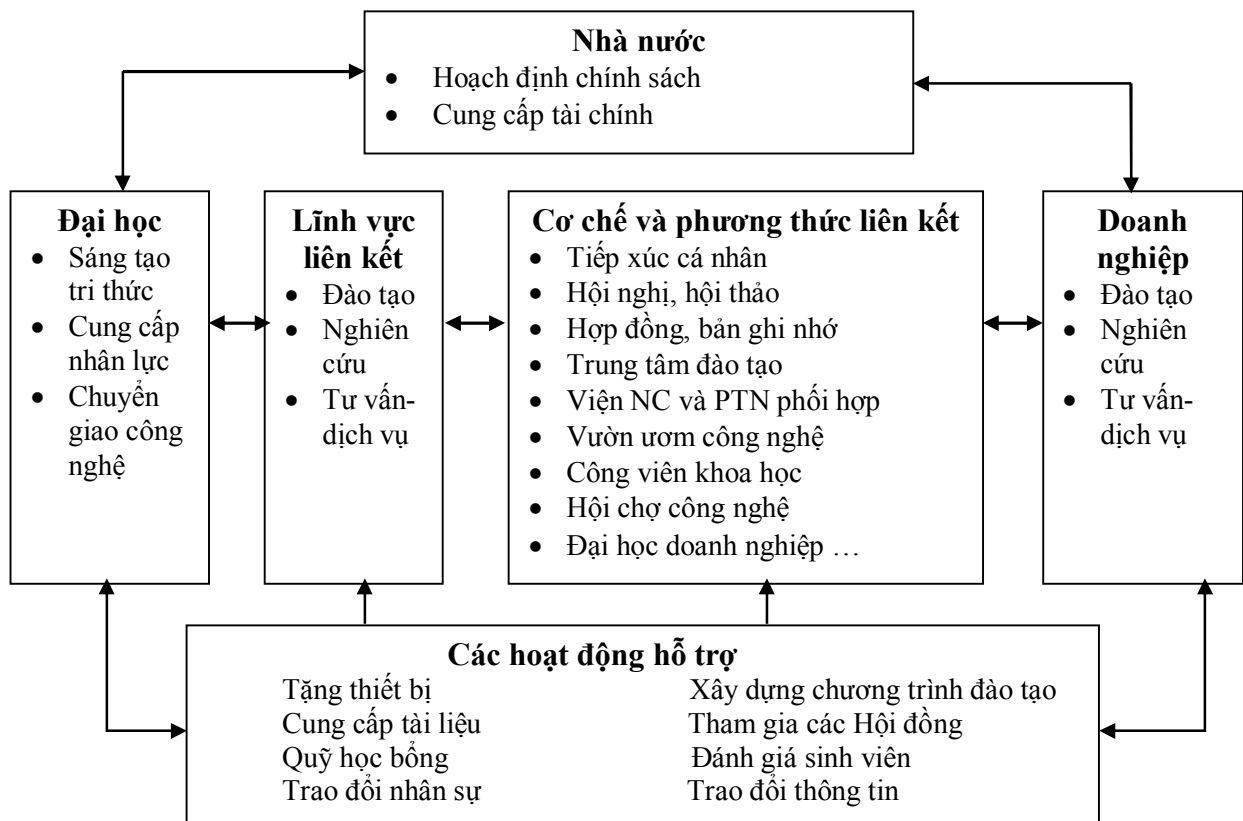 Nhà nước
• Hoạch định chính sách
• Cung cấp tài chính
Đại học
• Sáng tạo
tri thức
• Cung cấp
nhân lực
• Chuyển
giao công
nghệ
Lĩnh vực
liên kết
• Đào tạo
• Nghiên
cứu
• Tư vấn-
dịch vụ
Cơ chế và phương thức liên kết
• Tiếp xúc cá nhân
• Hội nghị, hội thảo
• Hợp đồng, bản ghi nhớ
• Trung tâm đào tạo
• Viện NC và PTN phối hợp
• Vườn ươm công nghệ
• Công viên khoa học
• Hội chợ công nghệ
• Đại học doanh nghiệp …
Doanh
nghiệp
• Đào tạo
• Nghiên
cứu
• Tư vấn-
dịch vụ
Các hoạt động hỗ trợ
Tặng thiết bị
Cung cấp tài liệu
Quỹ học bổng
Trao đổi nhân sự
Xây dựng chương trình đào tạo
Tham gia các Hội đồng
Đánh giá sinh viên
Trao đổi thông tin